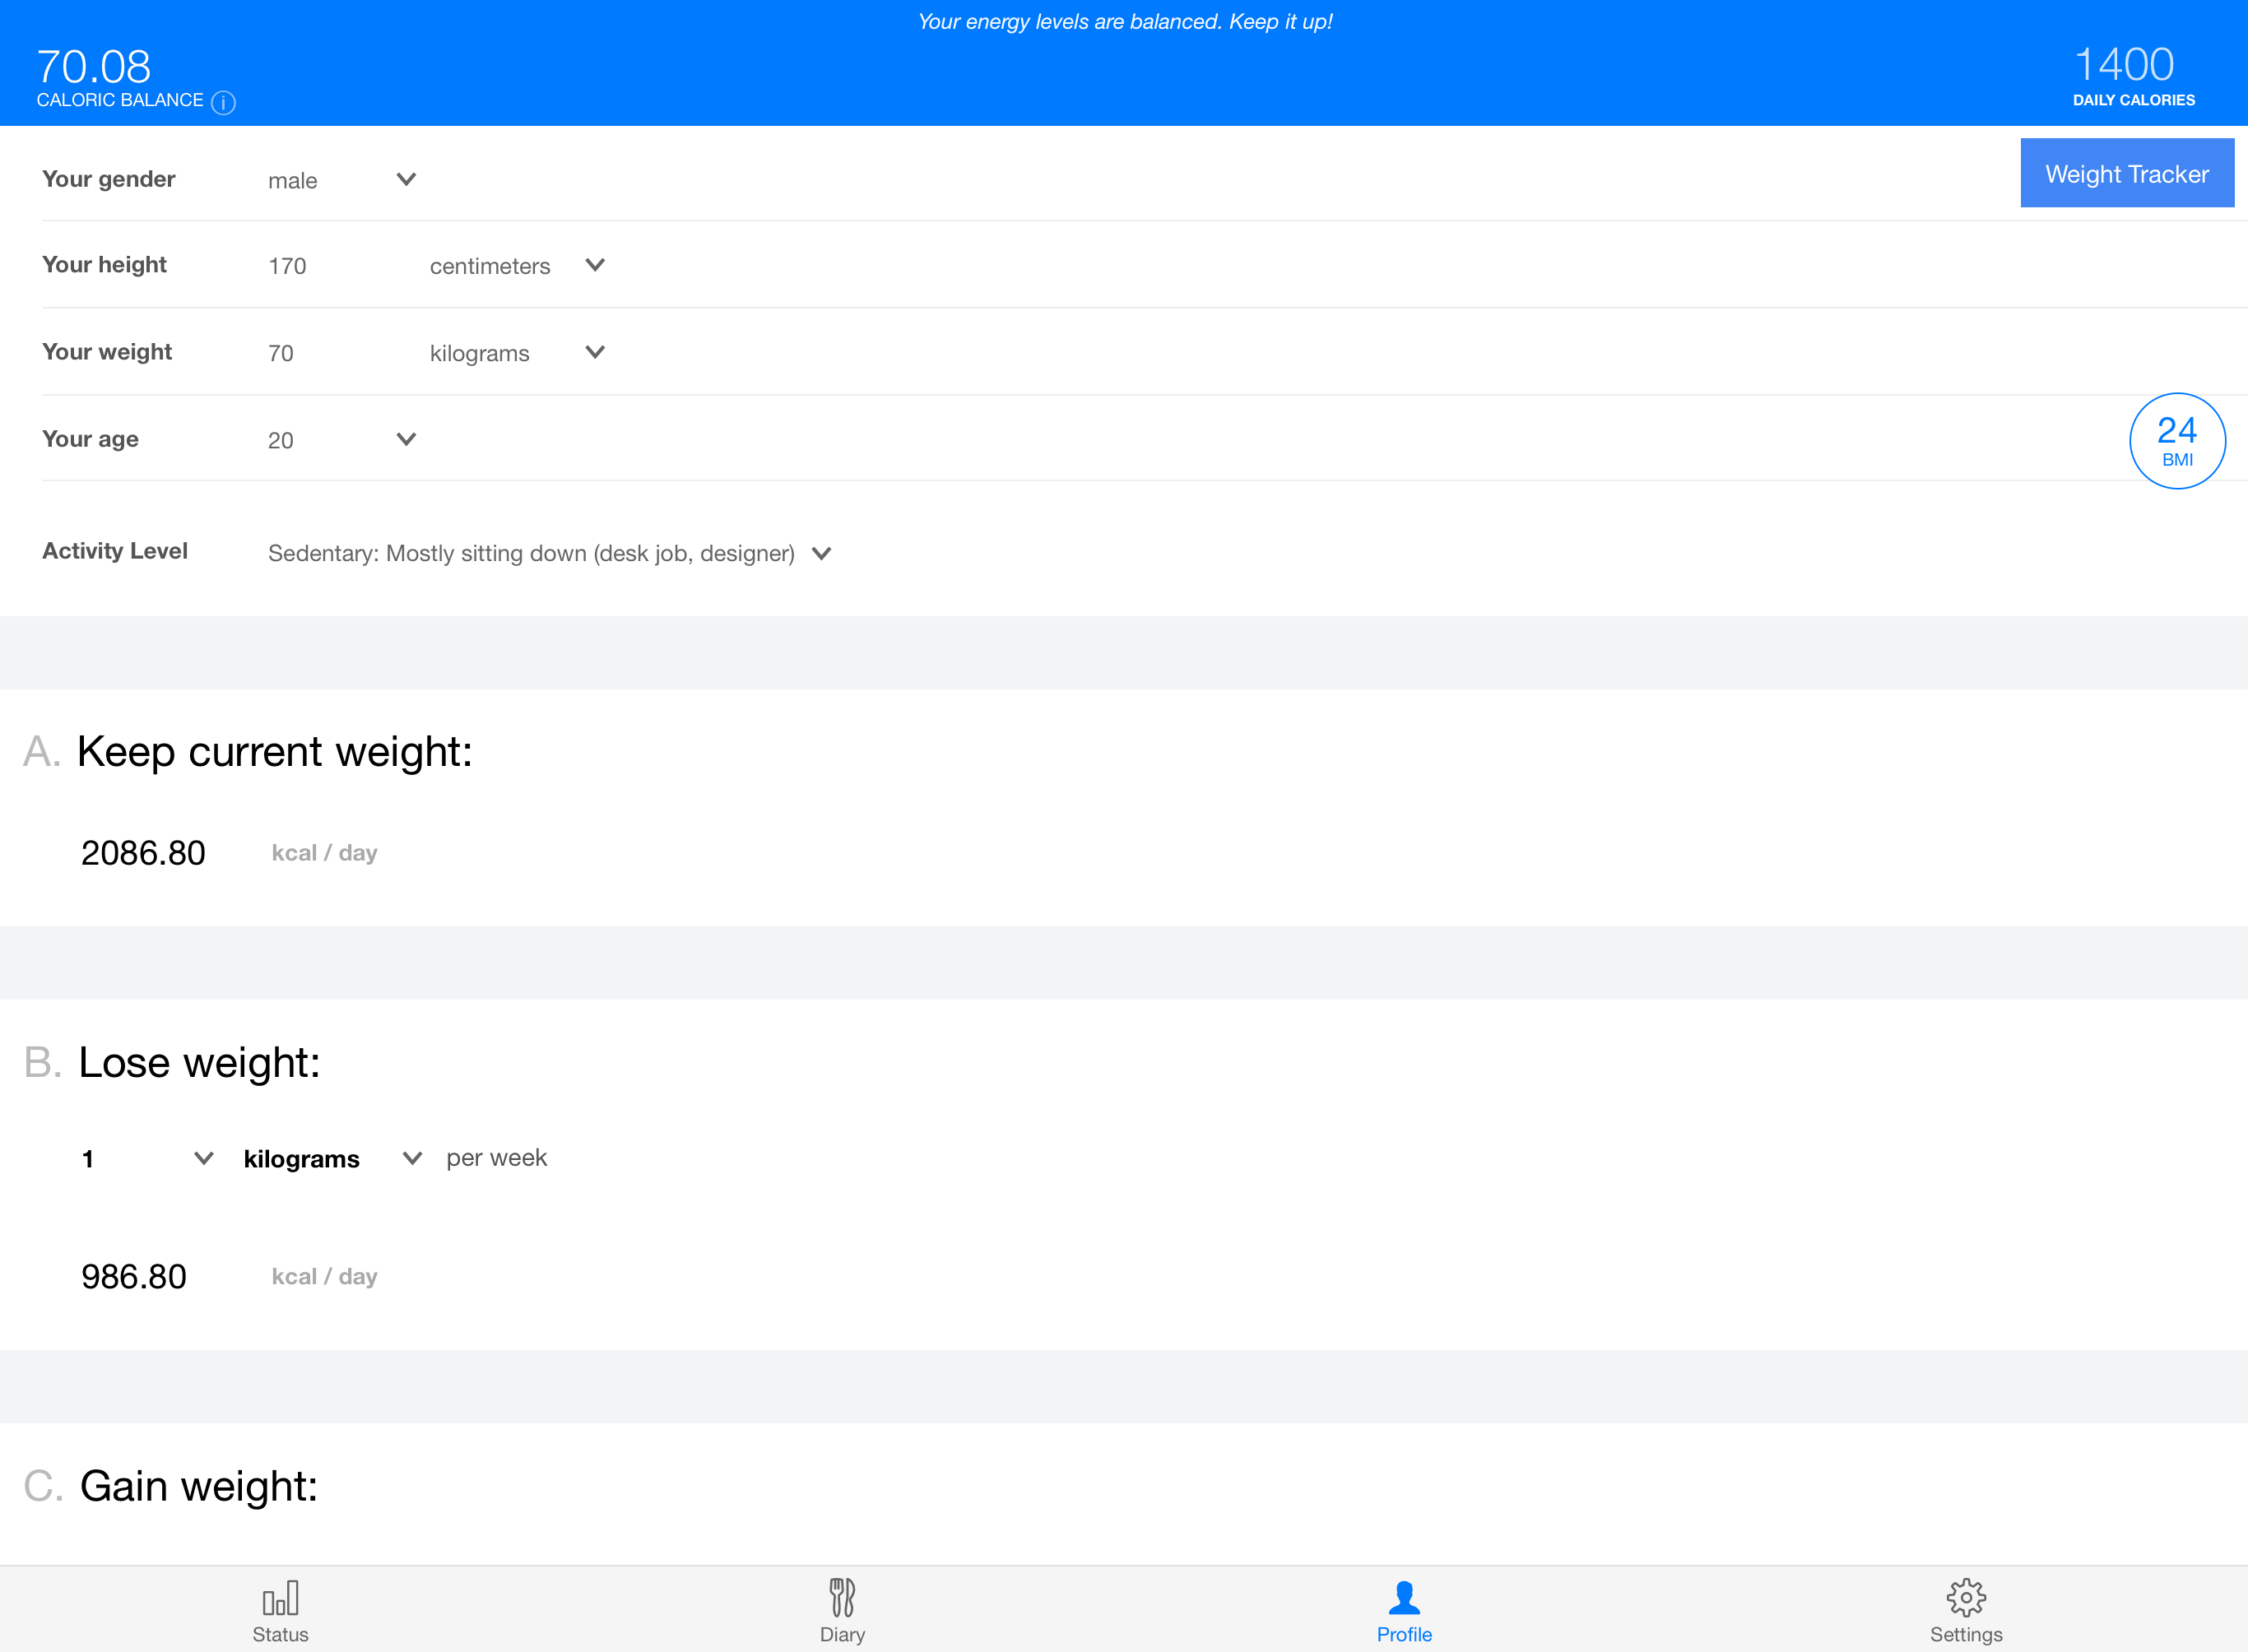 Your energy levels are balanced. Keep it up!
70.08
CALORIC BALANCE i
1400
DAILY CALORIES
Your gender male
Weight Tracker
Your height 170 centimeters
Your weight 70 kilograms
Your age 20
24
BMI
Activity Level Sedentary: Mostly sitting down (desk job, designer)
A. Keep current weight:
2086.80 kcal / day
B. Lose weight:
1 kilograms per week
986.80 kcal / day
C. Gain weight:
Status Diary Profile Settings